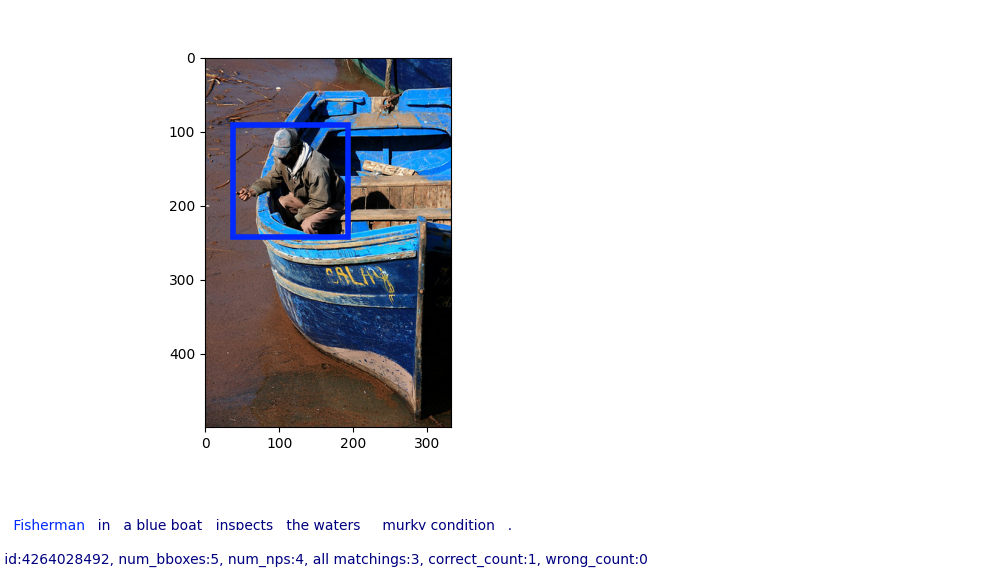 0
100
200
300
400
0 100 200 300
Fisherman in a blue boat inspects the waters murky condition .
id:4264028492, num_bboxes:5, num_nps:4, all matchings:3, correct_count:1, wrong_count:0